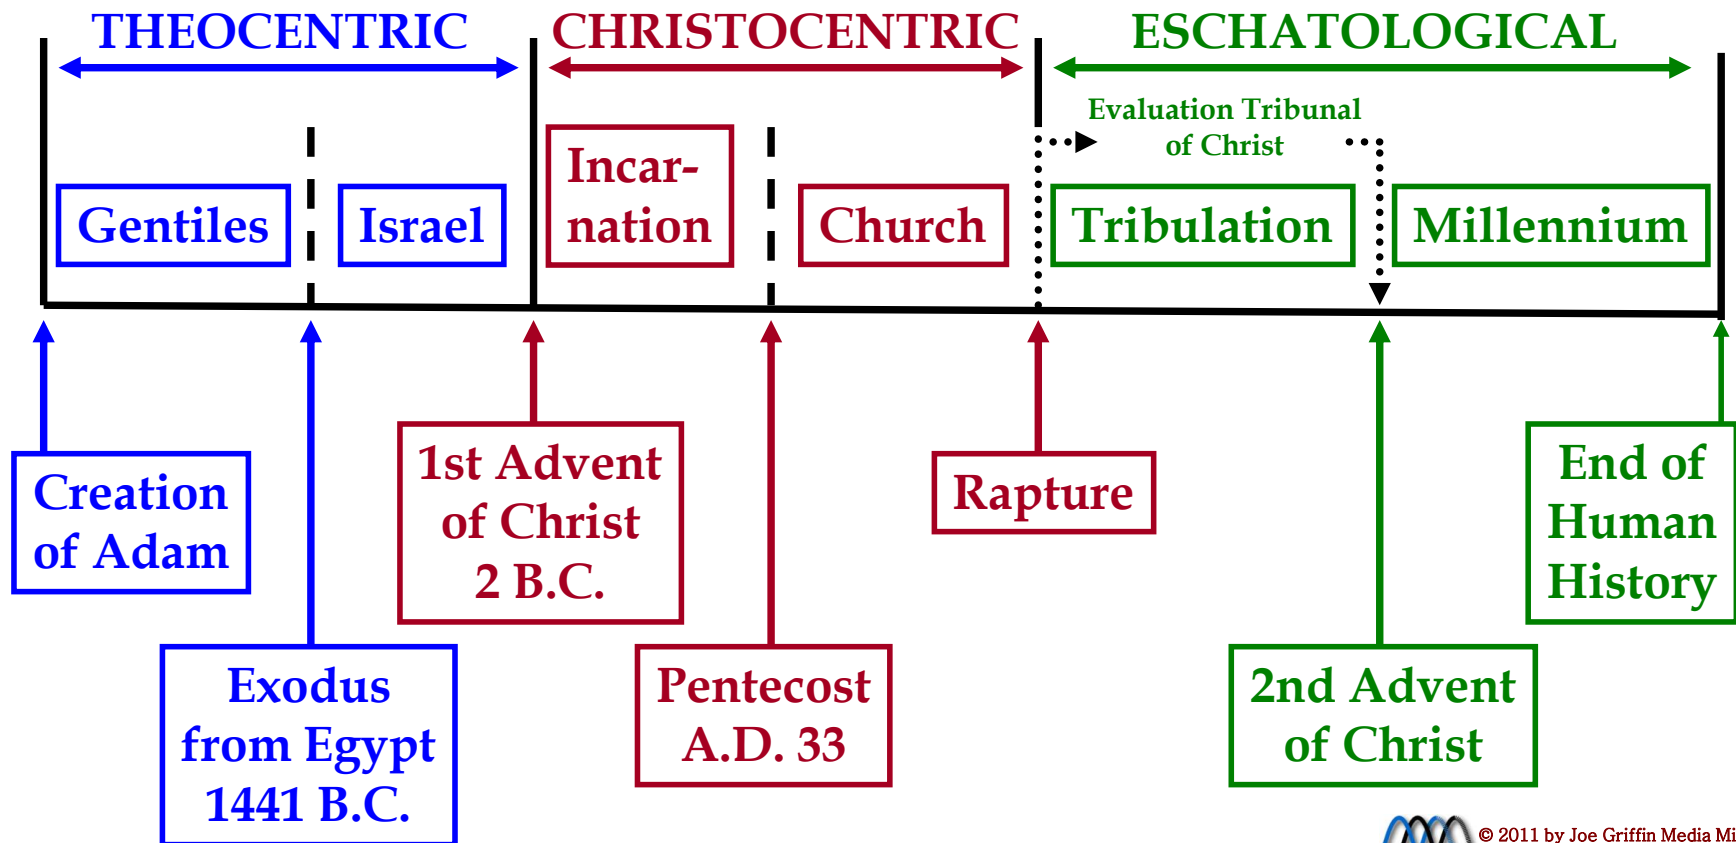 THEOCENTRIC
CHRISTOCENTRIC
ESCHATOLOGICAL
Evaluation Tribunal
of Christ
Gentiles
Israel
Incar-
nation
Church
Tribulation
Millennium
Creation
of Adam
Exodus
from Egypt
1441 B.C.
1st Advent
of Christ
2 B.C.
Pentecost
A.D. 33
Rapture
2nd Advent
of Christ
End of
Human
History
© 2011 by Joe Griffin Media Mi